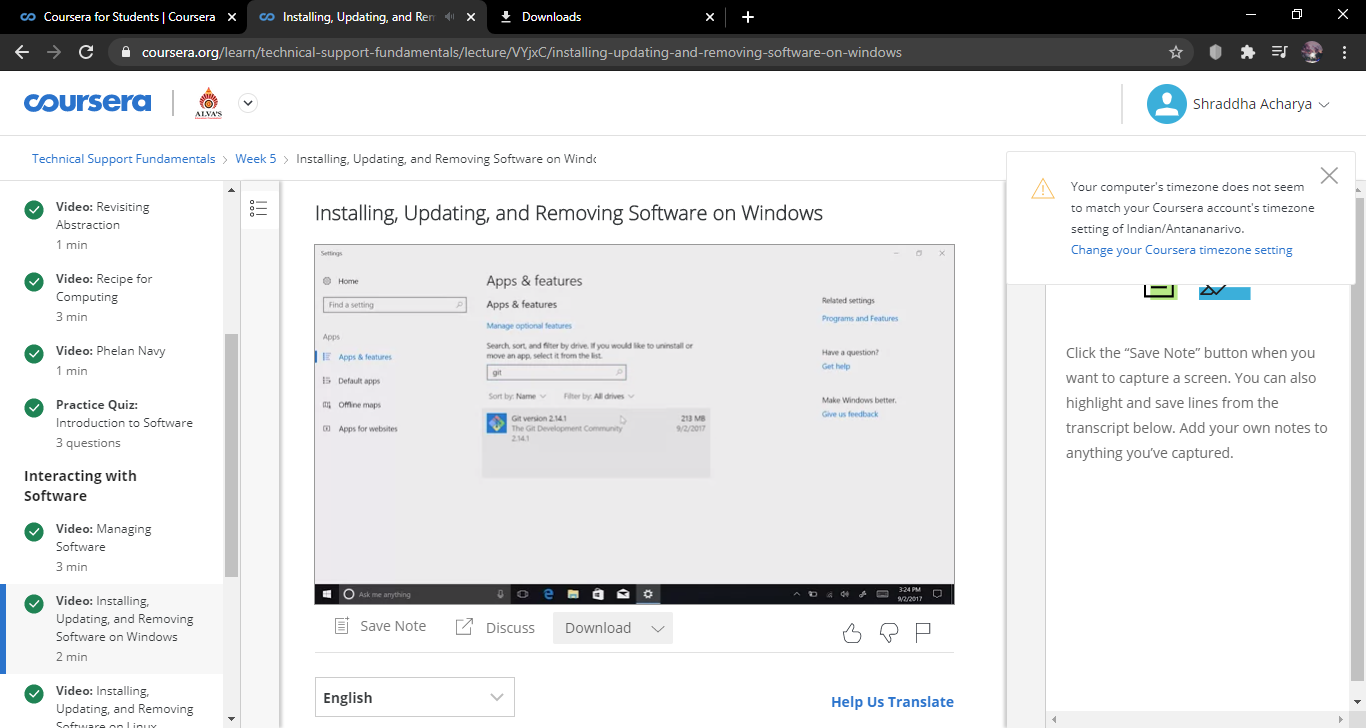 Coursera for Students | Coursera
Installing, Updating, and Rem
Downloads
coursera.org/learn/technical-support-fundamentals/lecture/VYjxC/installing-updating-and-removing-software-on-windows
coursera
ALVA'S
Shraddha Acharya
Technical Support Fundamentals > Week 5 > Installing, Updating, and Removing Software on Windo
Your computer's timezone does not seem
to match your Coursera account's timezone
setting of Indian/Antananarivo.
Change your Coursera timezone setting
Video: Revisiting
Abstraction
1 min
Video: Recipe for
Computing
3 min
Video: Phelan Navy
1 min
Practice Quiz:
Introduction to Software
3 questions
Interacting with
Software
Video: Managing
Software
3 min
Video: Installing,
Updating, and Removing
Software on Windows
2 min
Video: Installing,
Updating, and Removing
Software on Linux
Installing, Updating, and Removing Software on Windows
Settings
Home
Find a setting
Apps
Apps & features
Default apps
Offline maps
Apps for websites
Apps & features
Apps & features
Manage optional features
Search, sort, and filter by drive. If you would like to uninstall or
move an app, select it from the list.
git
Sort by: Name
Filter by: All drives
Git version 2.14.1
213 MB
The Git Development Community
9/2/2017
2.14.1
Related settings
Programs and Features
Have a question?
Get help
Make Windows better.
Give us feedback
Ask me anything
3:24 PM
9/2/2017
Save Note
Discuss
Download
English
Help Us Translate
Click the “Save Note” button when you
want to capture a screen. You can also
highlight and save lines from the
transcript below. Add your own notes to
anything you’ve captured.